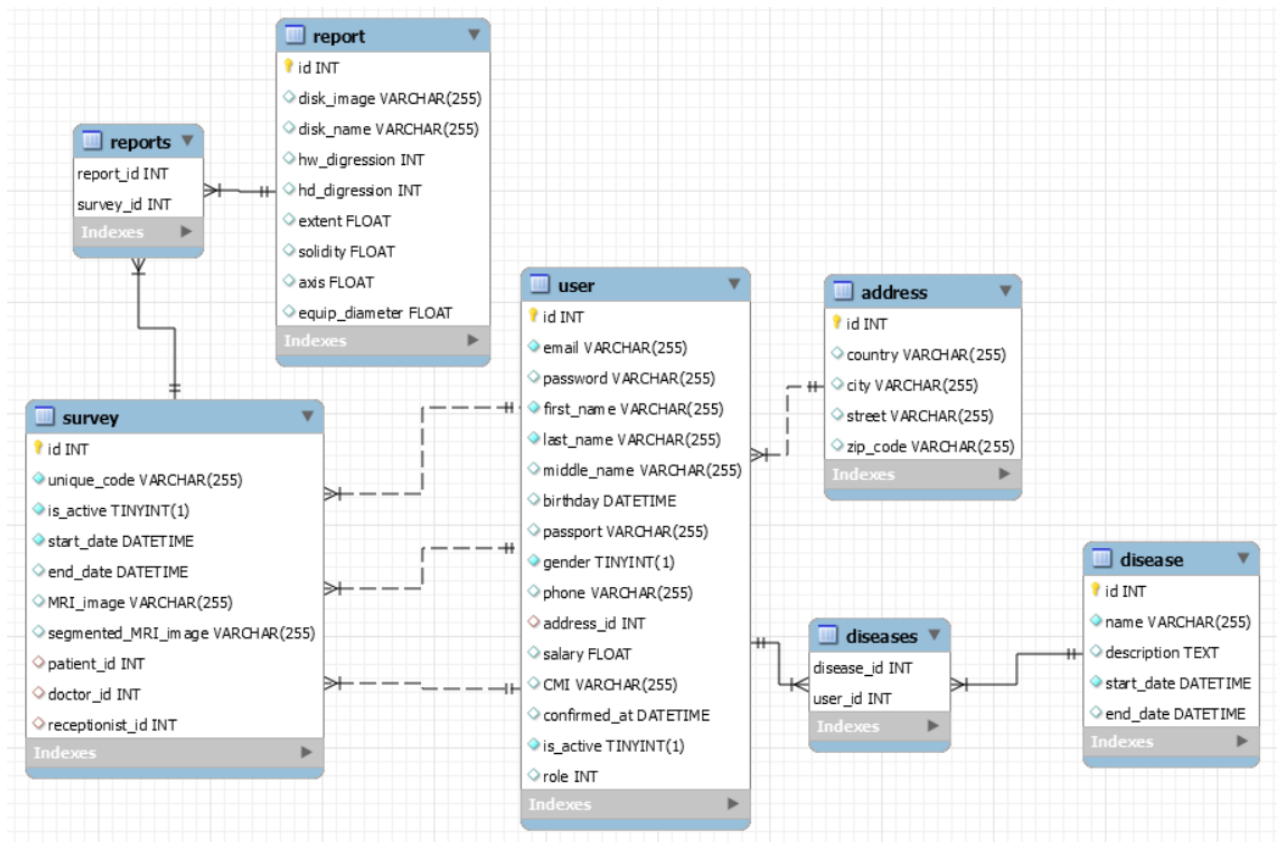 report
id INT
disk_image VARCHAR(255)
disk_name VARCHAR(255)
hw_digression INT
hd_digression INT
extent FLOAT
solidity FLOAT
axis FLOAT
equip_diameter FLOAT
Indexes
reports
report_id INT
survey_id INT
Indexes
survey
id INT
unique_code VARCHAR(255)
is_active TINYINT(1)
start_date DATETIME
end_date DATETIME
MRI_image VARCHAR(255)
segmented_MRI_image VARCHAR(255)
patient_id INT
doctor_id INT
receptionist_id INT
Indexes
user
id INT
email VARCHAR(255)
password VARCHAR(255)
first_name VARCHAR(255)
last_name VARCHAR(255)
middle_name VARCHAR(255)
birthday DATETIME
passport VARCHAR(255)
gender TINYINT(1)
phone VARCHAR(255)
address_id INT
salary FLOAT
CMI VARCHAR(255)
confirmed_at DATETIME
is_active TINYINT(1)
role INT
Indexes
address
id INT
country VARCHAR(255)
city VARCHAR(255)
street VARCHAR(255)
zip_code VARCHAR(255)
Indexes
diseases
disease_id INT
user_id INT
Indexes
disease
id INT
name VARCHAR(255)
description TEXT
start_date DATETIME
end_date DATETIME
Indexes